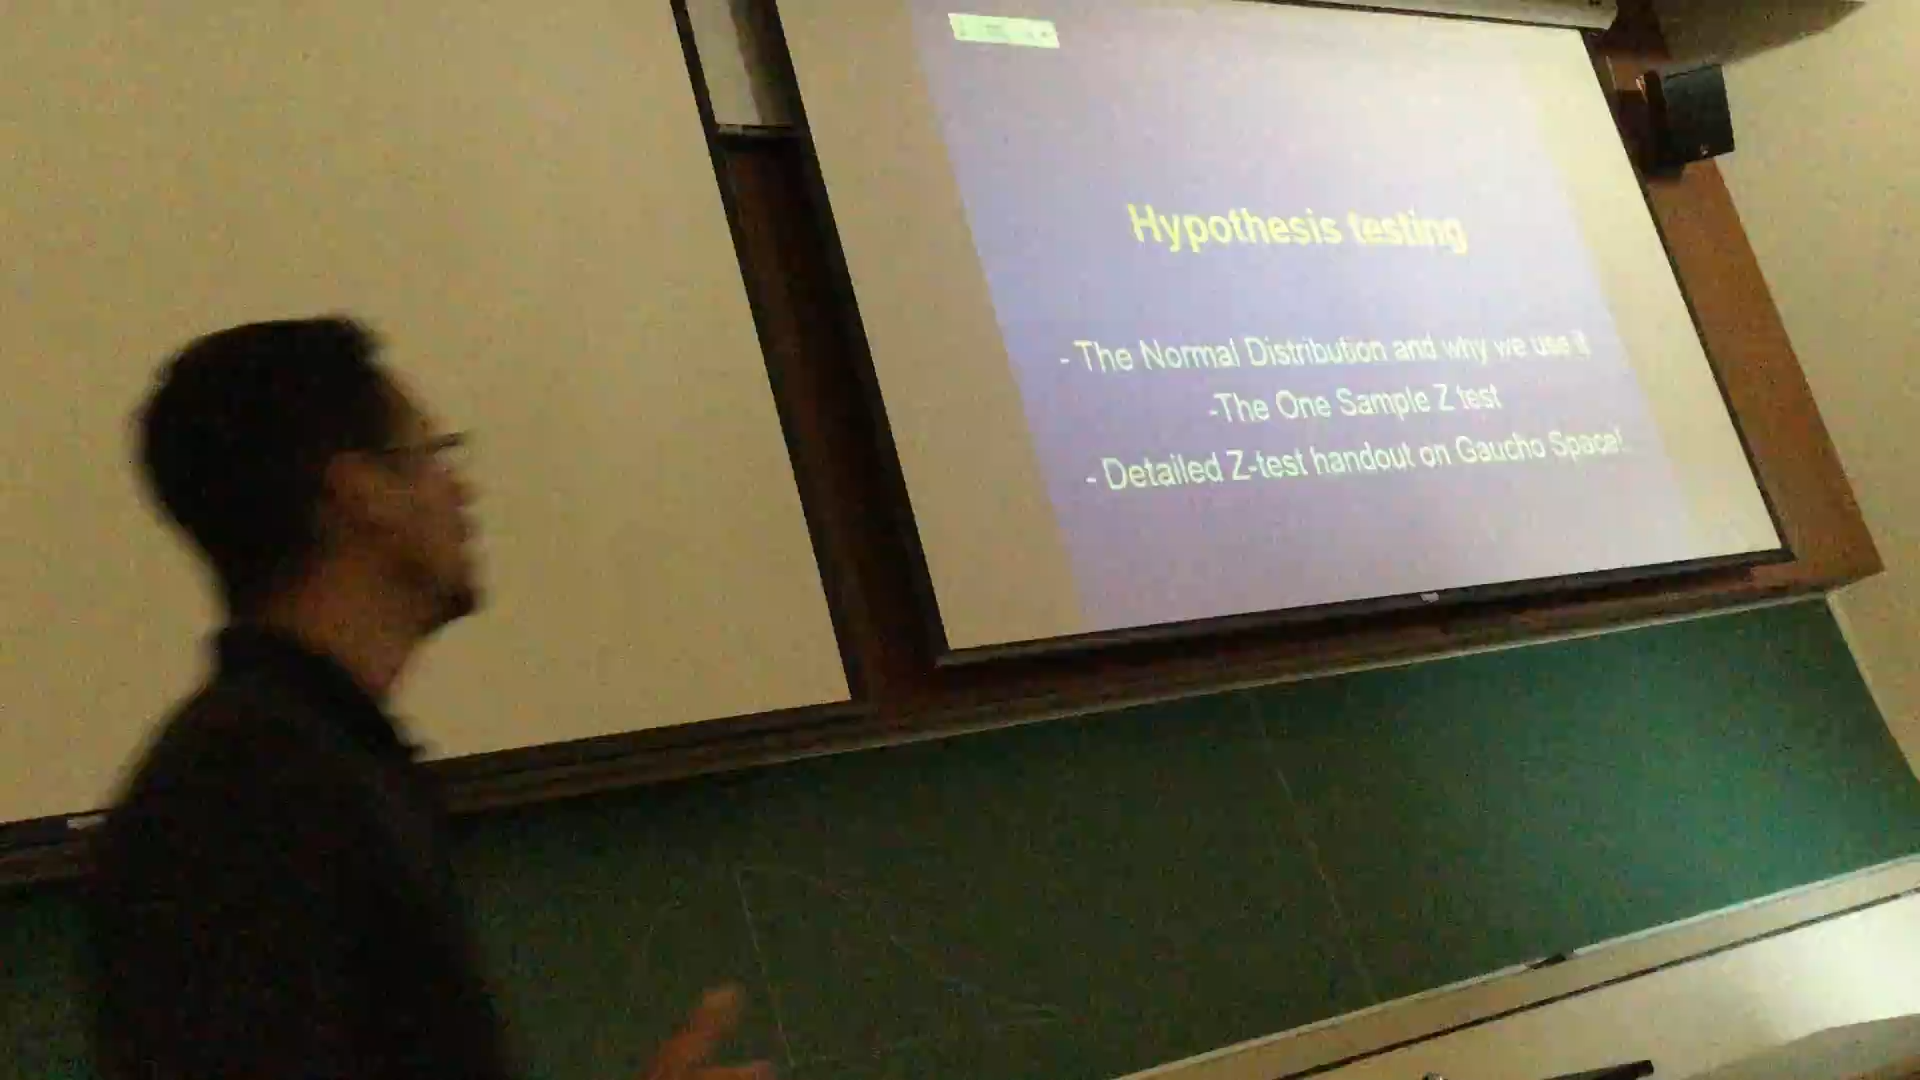 Hypothesis testing
- The Normal Distribution and why we use it
-The One Sample Z test
- Detailed Z-test handout on Gaucho Space!